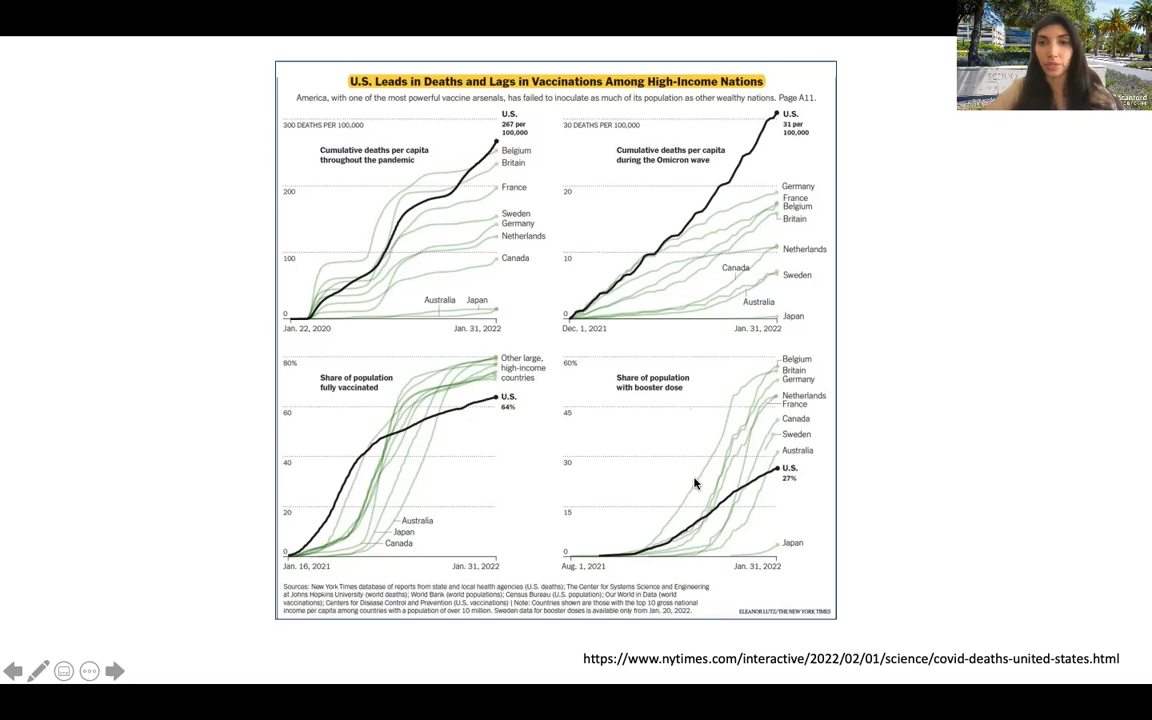 U.S. Leads in Deaths and Lags in Vaccinations Among High-Income Nations
America, with one of the most powerful vaccine arsenals, has failed to inoculate as much of its population as other wealthy nations. Page A11.
300 DEATHS PER 100,000
Cumulative deaths per capita
throughout the pandemic
U.S.
267 per
100,000
Belgium
Britain
France
Sweden
Germany
Netherlands
Canada
Australia
Japan
200
100
0
Jan. 22, 2020
Jan. 31, 2022
30 DEATHS PER 100,000
Cumulative deaths per capita
during the Omicron wave
U.S.
31 per
100,000
Germany
France
Belgium
Britain
Netherlands
Canada
Sweden
Australia
Japan
20
10
0
Dec. 1, 2021
Jan. 31, 2022
80%
Share of population
fully vaccinated
Other large,
high-income
countries
U.S.
64%
60
40
20
0
Australia
Japan
Canada
Jan. 16, 2021
Jan. 31, 2022
60%
Share of population
with booster dose
Belgium
Britain
Germany
Netherlands
France
Canada
Sweden
Australia
U.S.
27%
Japan
45
30
15
0
Aug. 1, 2021
Jan. 31, 2022
Sources: New York Times database of reports from state and local health agencies (U.S. deaths); The Center for Systems Science and Engineering
at Johns Hopkins University (world deaths); World Bank (world populations); Census Bureau (U.S. population); Our World in Data (world
vaccinations); Centers for Disease Control and Prevention (U.S. vaccinations) | Note: Countries shown are those with the top 10 gross national
income per capita among countries with a population of over 10 million. Sweden data for booster doses is available only from Jan. 20, 2022.
ELEANOR LUTZ/THE NEW YORK TIMES
https://www.nytimes.com/interactive/2022/02/01/science/covid-deaths-united-states.html
Stanford